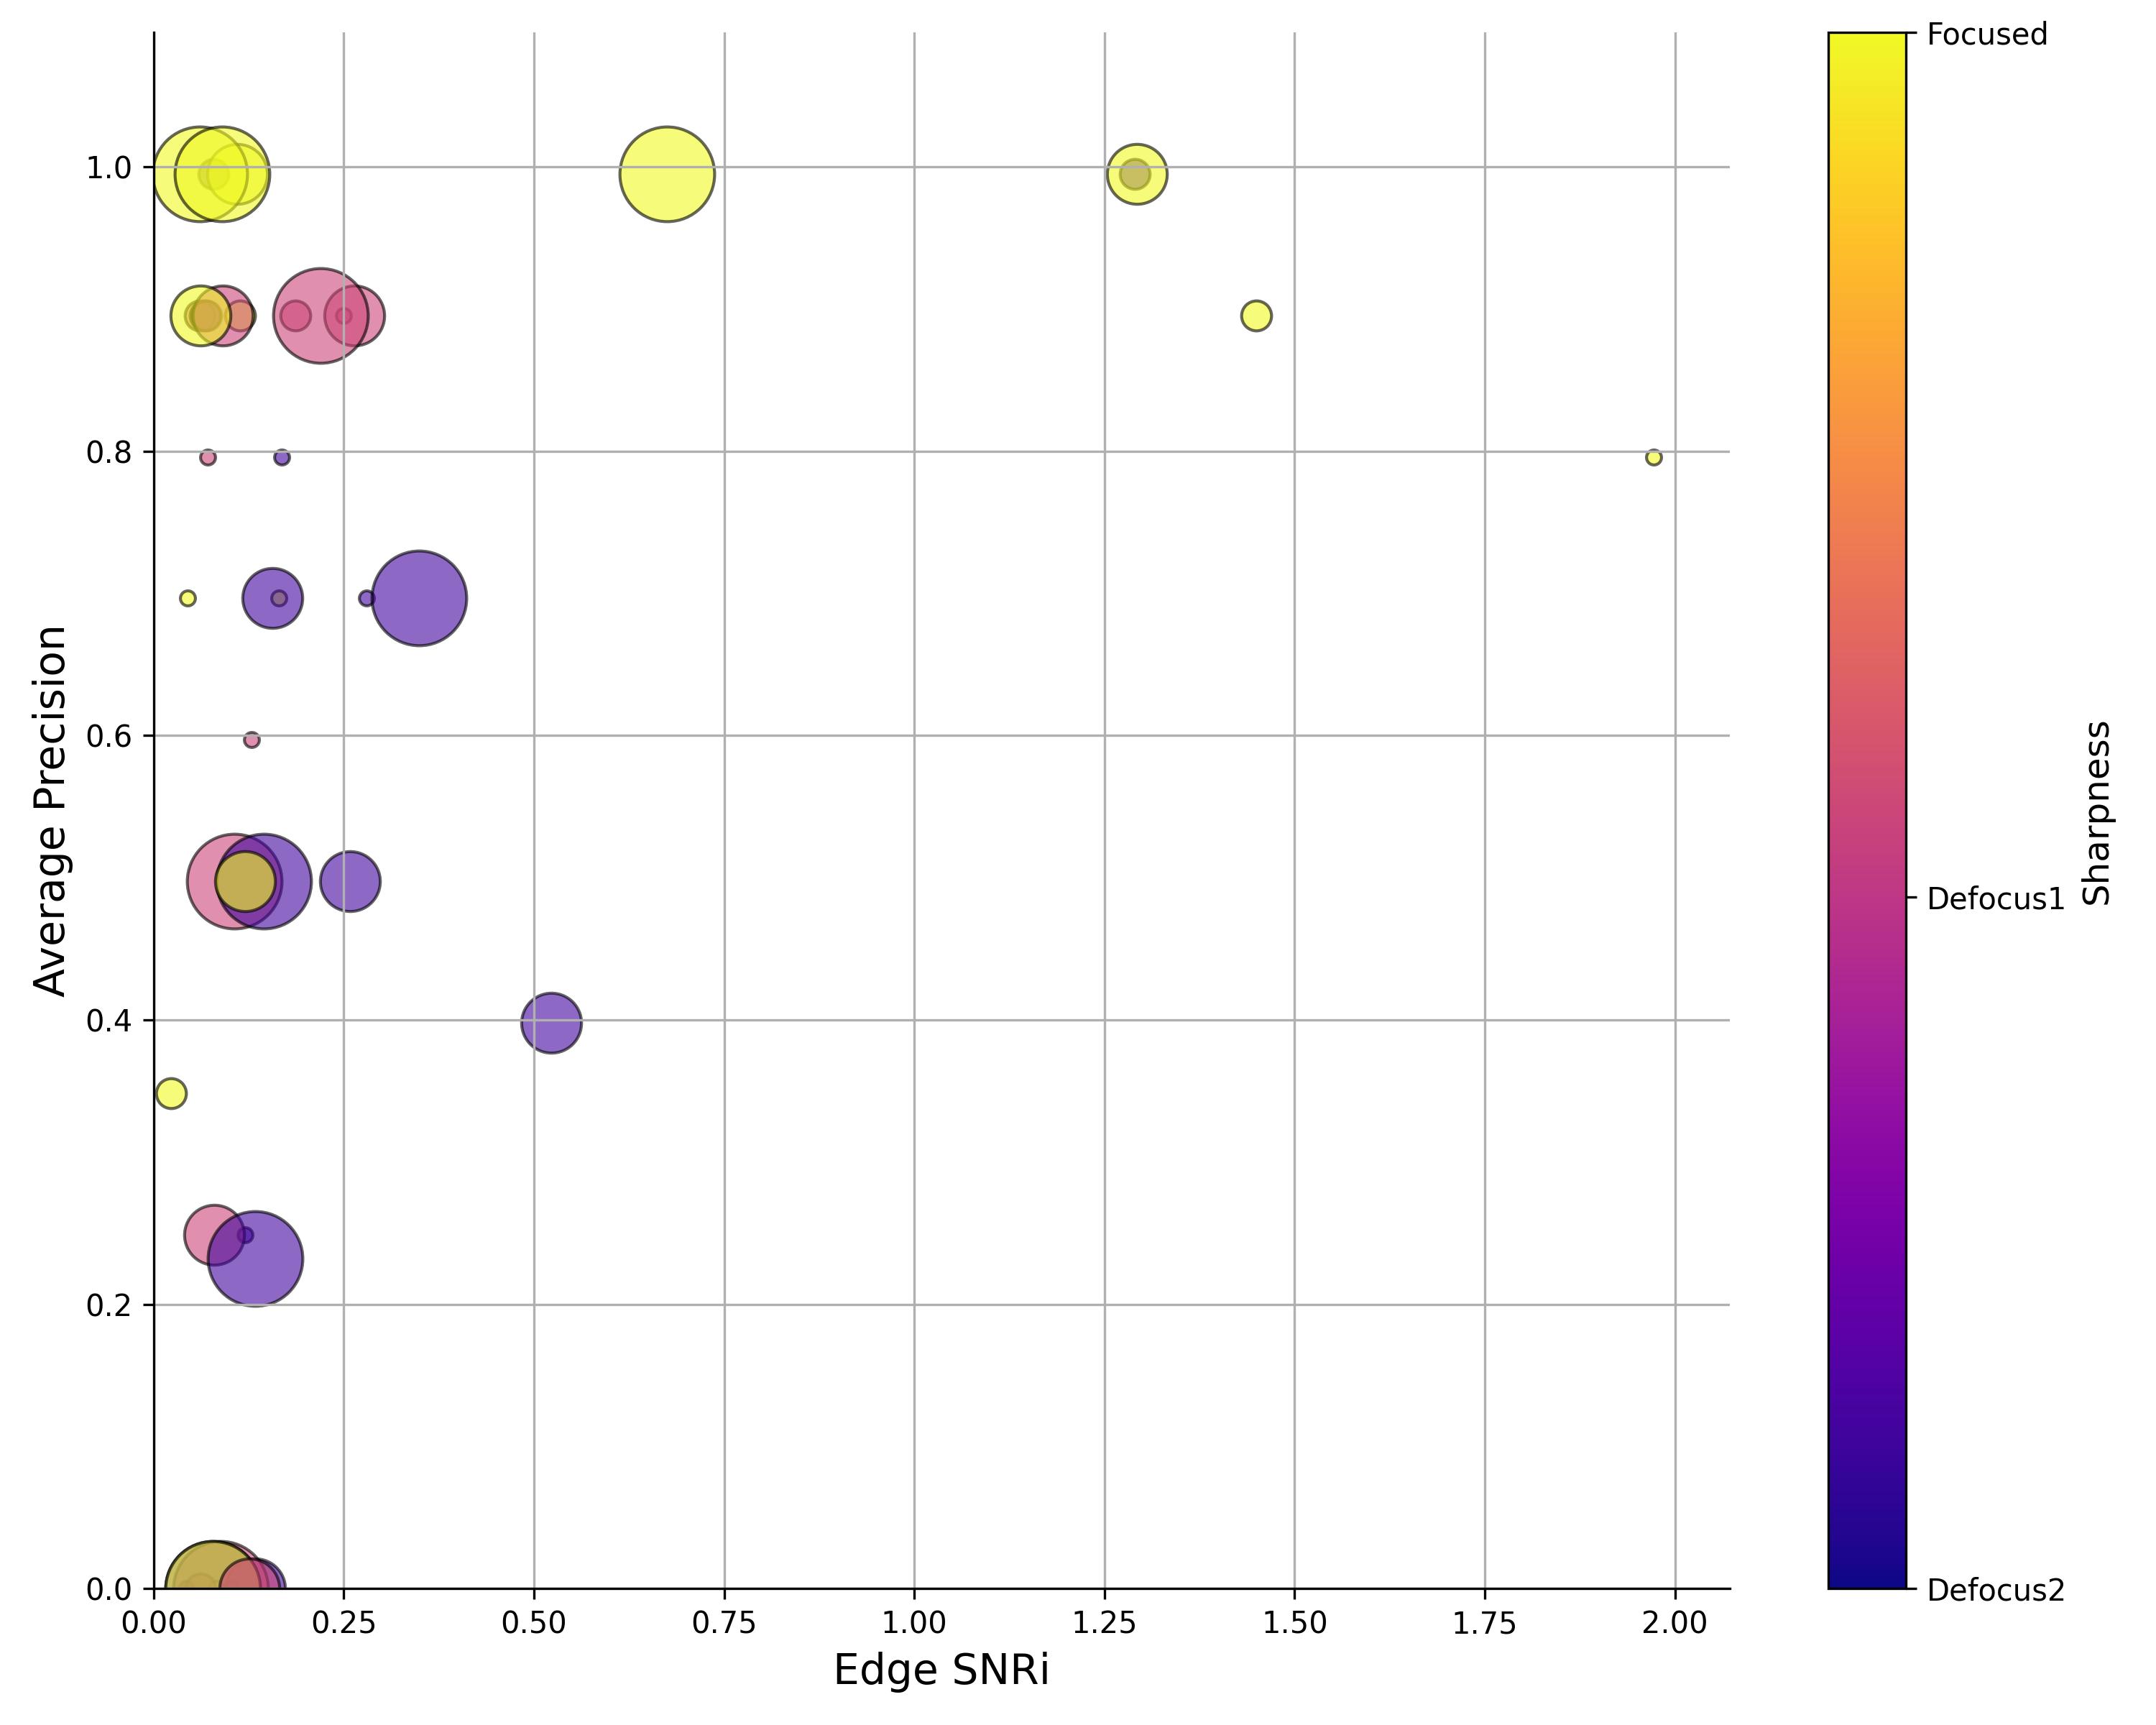 1.0
0.8
0.6
0.4
0.2
0.0
Average Precision
0.00 0.25 0.50 0.75 1.00 1.25 1.50 1.75 2.00
Edge SNRi
Focused
Defocus1
Defocus2
Sharpness